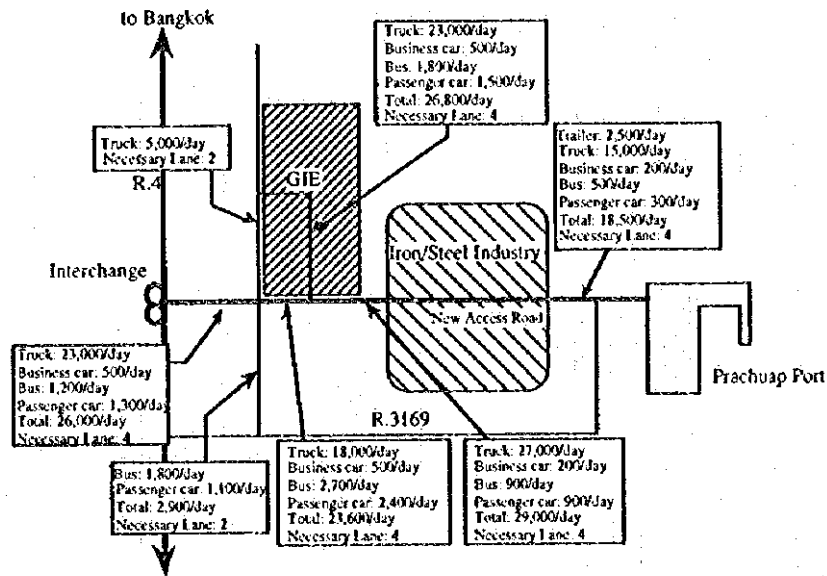 to Bangkok
Truck: 23,000/day
Business car: 500/day
Bus: 1,800/day
Passenger car: 1,500/day
Total: 26,800/day
Necessary Lane: 4
Truck: 5,000/day
Necessary Lane: 2
R.4
GIE
Trailer: 2,500/day
Truck: 15,000/day
Business car: 200/day
Bus: 500/day
Passenger car: 300/day
Total: 18,500/day
Necessary Lane: 4
Iron/Steel Industry
Interchange
New Access Road
Prachuap Port
Truck: 23,000/day
Business car: 500/day
Bus: 1,200/day
Passenger car: 1,300/day
Total: 26,000/day
Necessary Lane: 4
R.3169
Bus: 1,800/day
Passenger car: 1,100/day
Total: 2,900/day
Necessary Lane: 2
Truck: 18,000/day
Business car: 500/day
Bus: 2,700/day
Passenger car: 2,400/day
Total: 23,600/day
Necessary Lane: 4
Truck: 27,000/day
Business car: 200/day
Bus: 900/day
Passenger car: 900/day
Total: 29,000/day
Necessary Lane: 4